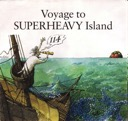 Voyage to
SUPERHEAVY Island
114